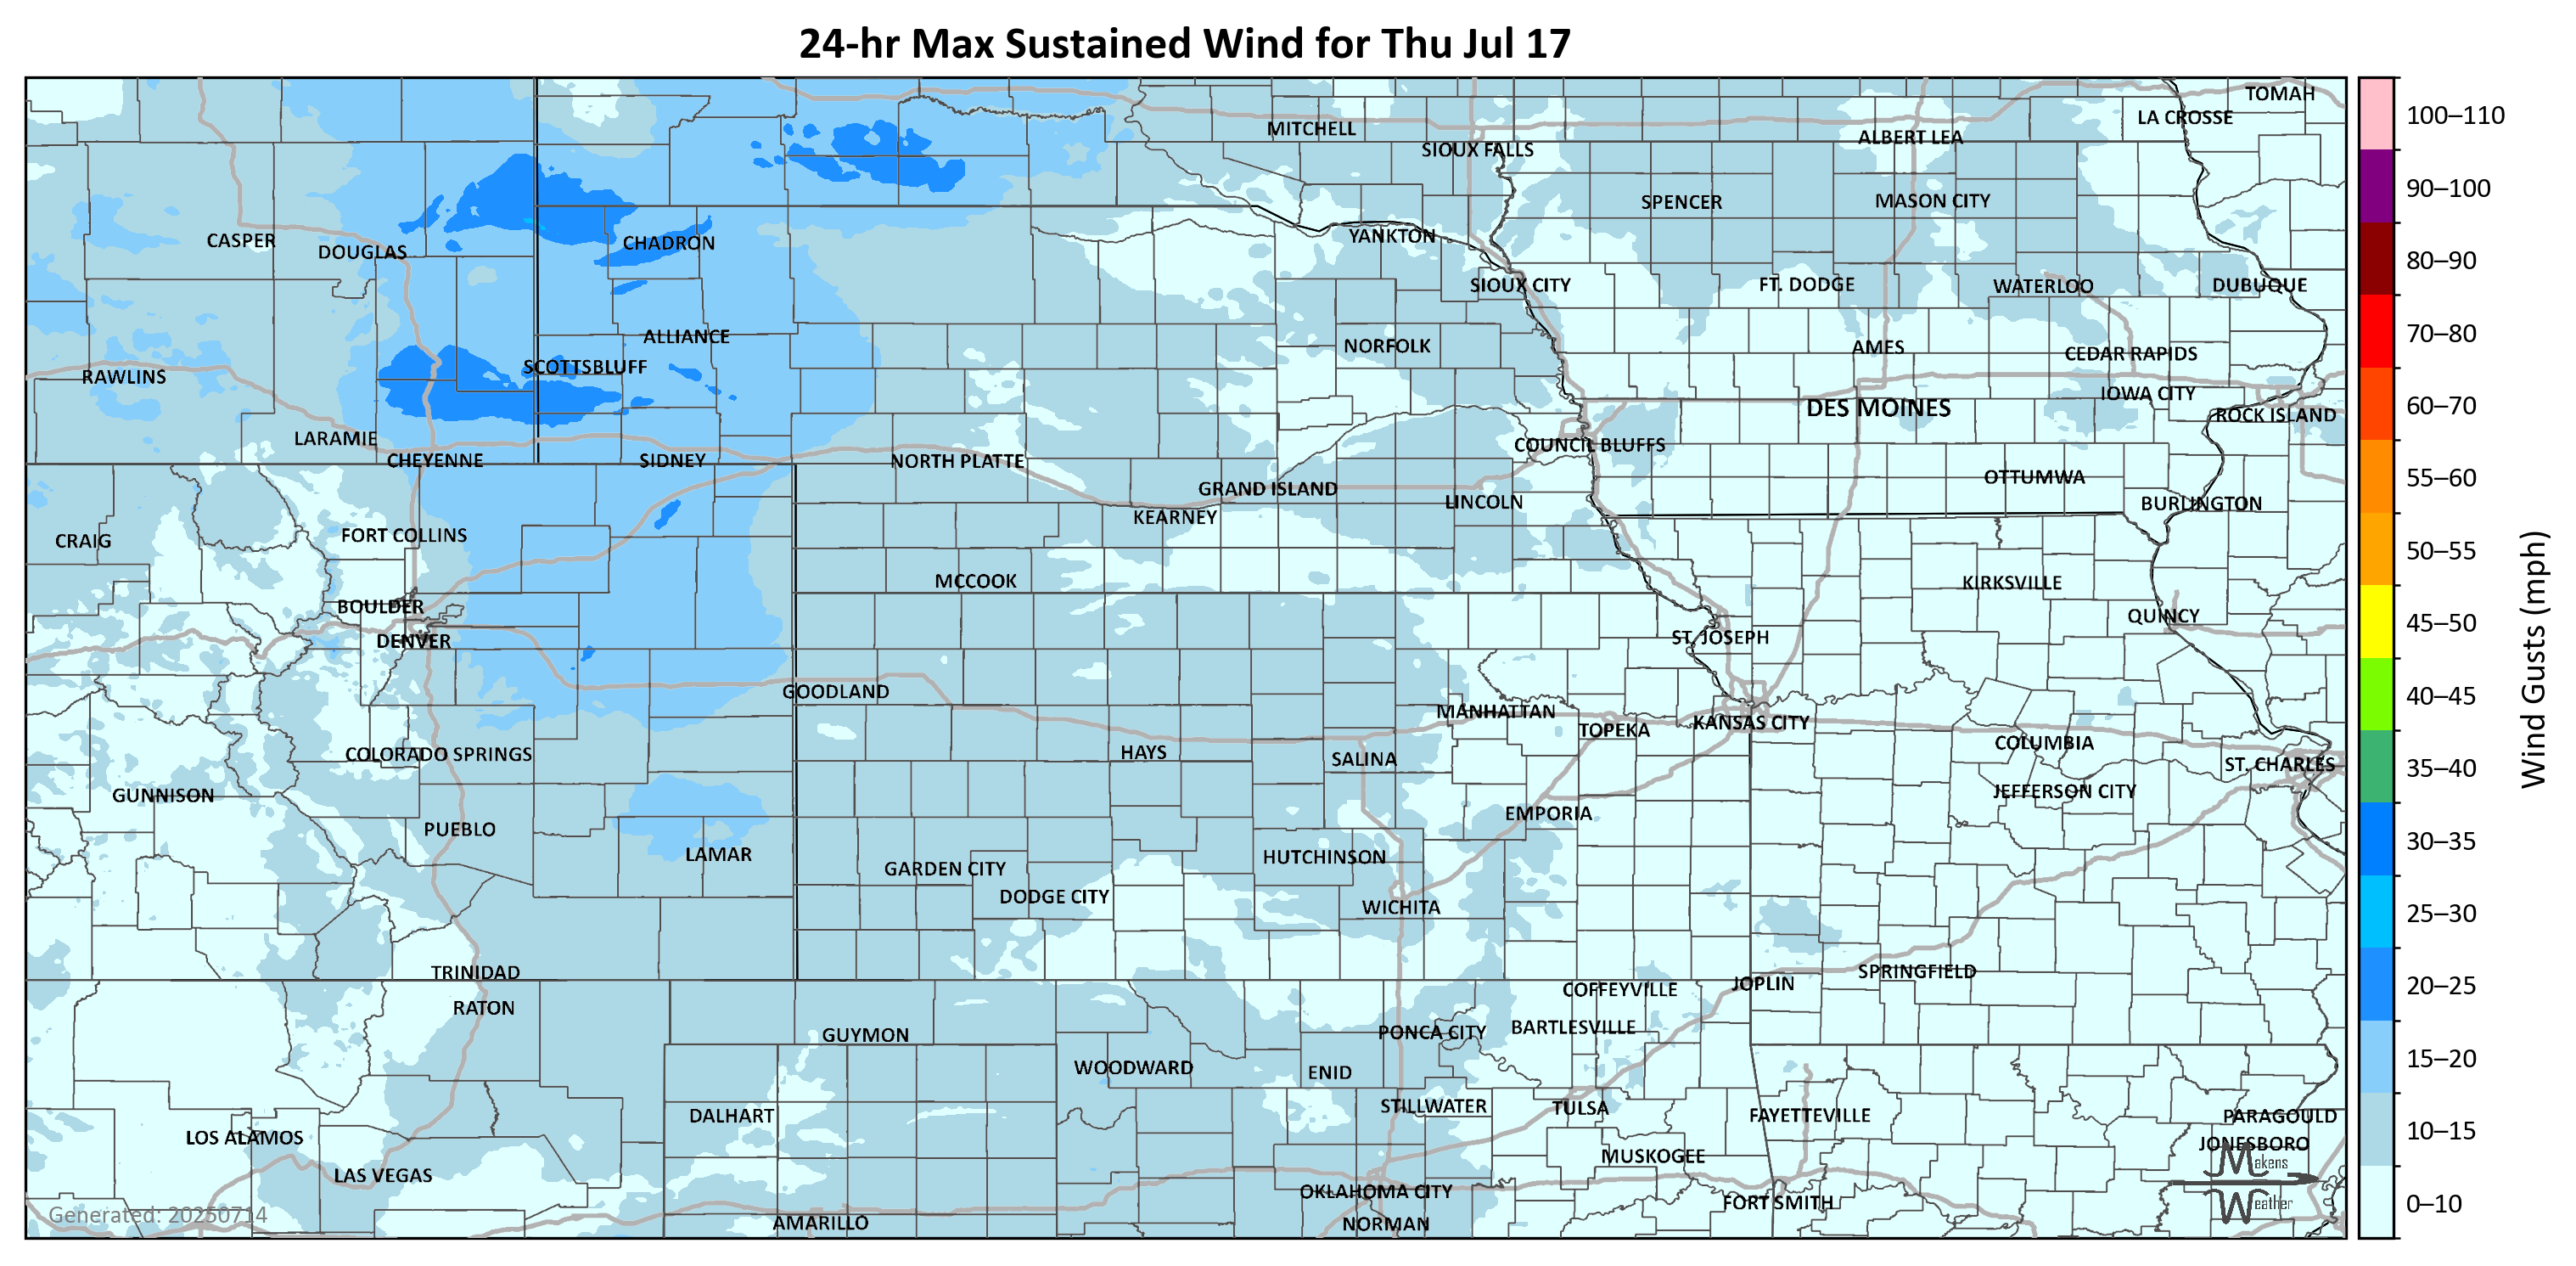 24-hr Max Sustained Wind for Thu Jul 17
TOMAH
LA CROSSE
MITCHELL
ALBERT LEA
SIOUX FALLS
SPENCER
MASON CITY
CASPER
DOUGLAS
CHADRON
YANKTON
SIOUX CITY
FT. DODGE
WATERLOO
DUBUQUE
ALLIANCE
NORFOLK
AMES
CEDAR RAPIDS
SCOTTSBLUFF
RAWLINS
IOWA CITY
DES MOINES
ROCK ISLAND
LARAMIE
COUNCIL BLUFFS
CHEYENNE
SIDNEY
NORTH PLATTE
OTTUMWA
GRAND ISLAND
LINCOLN
BURLINGTON
KEARNEY
FORT COLLINS
CRAIG
MCCOOK
KIRKSVILLE
BOULDER
QUINCY
DENVER
ST. JOSEPH
GOODLAND
MANHATTAN
KANSAS CITY
TOPEKA
COLUMBIA
COLORADO SPRINGS
HAYS
SALINA
ST. CHARLES
GUNNISON
JEFFERSON CITY
EMPORIA
PUEBLO
LAMAR
HUTCHINSON
GARDEN CITY
DODGE CITY
WICHITA
TRINIDAD
SPRINGFIELD
JOPLIN
COFFEYVILLE
RATON
BARTLESVILLE
GUYMON
PONCA CITY
WOODWARD
ENID
STILLWATER
TULSA
DALHART
FAYETTEVILLE
PARAGOULD
LOS ALAMOS
JONESBORO
MUSKOGEE
LAS VEGAS
OKLAHOMA CITY
FORT SMITH
AMARILLO
NORMAN
Generated: 20250714
Makens
Weather
100–110
90–100
80–90
70–80
60–70
55–60
50–55
45–50
40–45
35–40
30–35
25–30
20–25
15–20
10–15
0–10
Wind Gusts (mph)